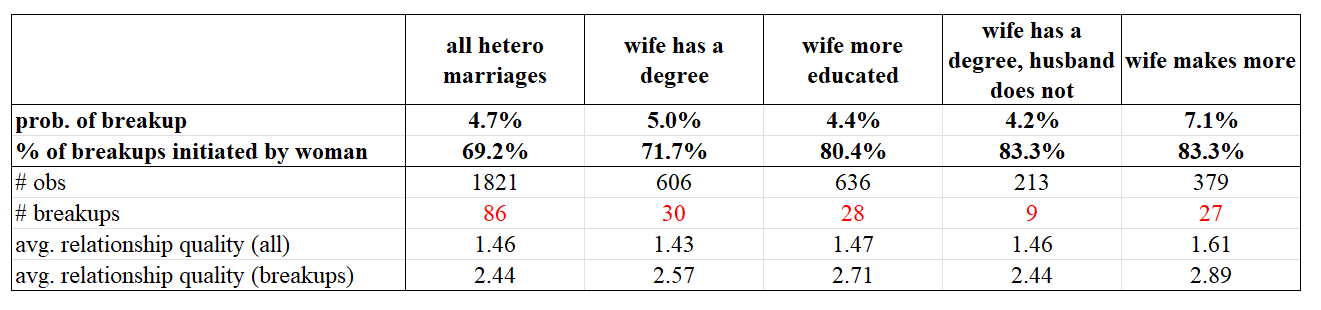 all hetero marriages | wife has a degree | wife more educated | wife has a degree, husband does not | wife makes more
prob. of breakup | 4.7% | 5.0% | 4.4% | 4.2% | 7.1%
% of breakups initiated by woman | 69.2% | 71.7% | 80.4% | 83.3% | 83.3%
# obs | 1821 | 606 | 636 | 213 | 379
# breakups | 86 | 30 | 28 | 9 | 27
avg. relationship quality (all) | 1.46 | 1.43 | 1.47 | 1.46 | 1.61
avg. relationship quality (breakups) | 2.44 | 2.57 | 2.71 | 2.44 | 2.89